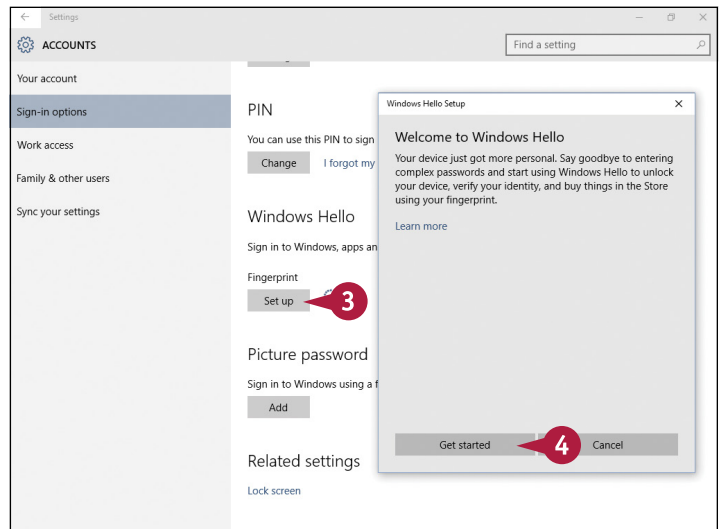 Settings
ACCOUNTS
Find a setting
Your account
Sign-in options
Work access
Family & other users
Sync your settings
PIN
You can use this PIN to sign
Change
I forgot my
Windows Hello
Sign in to Windows, apps an
Fingerprint
Set up
3
Picture password
Sign in to Windows using a f
Add
Related settings
Lock screen
Windows Hello Setup
Welcome to Windows Hello
Your device just got more personal. Say goodbye to entering
complex passwords and start using Windows Hello to unlock
your device, verify your identity, and buy things in the Store
using your fingerprint.
Learn more
Get started
4
Cancel